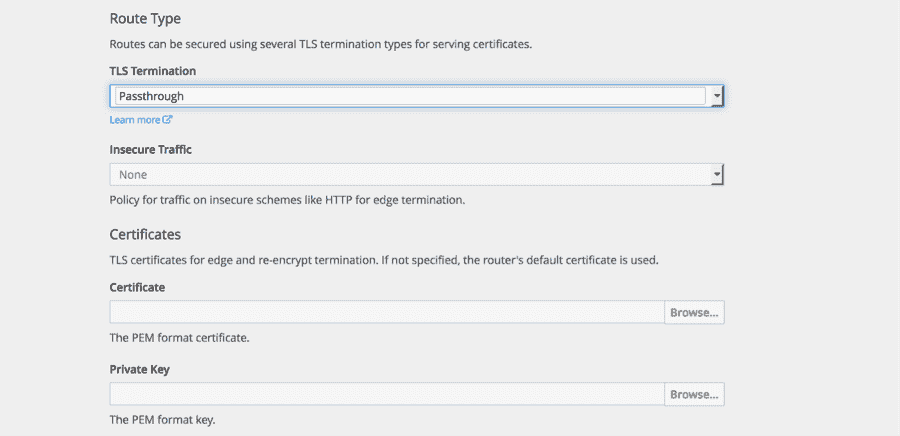 Route Type
Routes can be secured using several TLS termination types for serving certificates.
TLS Termination
Passthrough
Learn more
Insecure Traffic
None
Policy for traffic on insecure schemes like HTTP for edge termination.
Certificates
TLS certificates for edge and re-encrypt termination. If not specified, the router's default certificate is used.
Certificate
Browse...
The PEM format certificate.
Private Key
Browse...
The PEM format key.